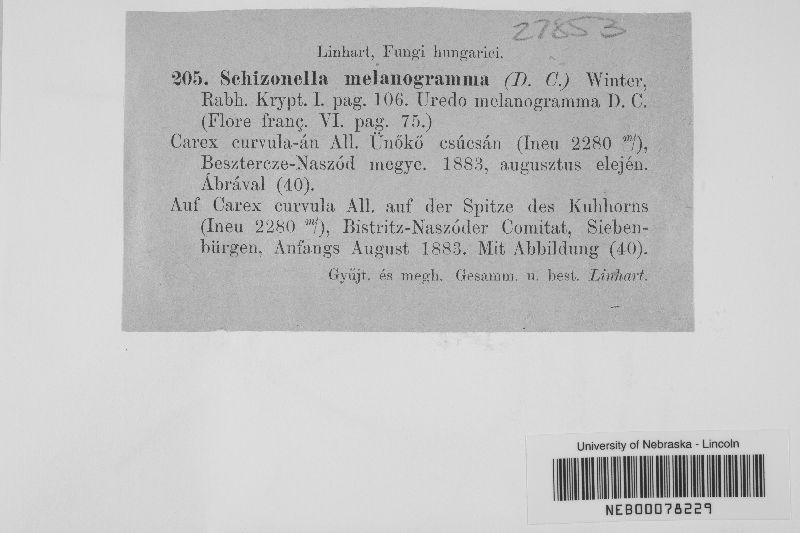 27853
Linhart, Fungi hungarici.
205. Schizonella melanogramma (D. C.) Winter,
Rabh. Krypt. I. pag. 106. Uredo melanogramma D. C.
(Flore franç. VI. pag. 75.)
Carex curvula-án All. Ünőkő csúcsán (Ineu 2280 m/),
Besztercze-Naszód megye. 1883, augusztus elején.
Ábrával (40).
Auf Carex curvula All. auf der Spitze des Kuhhorns
(Ineu 2280 m/), Bistritz-Naszóder Comitat, Sieben-
bürgen, Anfangs August 1883. Mit Abbildung (40).
Gyűjt. és megh. Gesamm. u. best. Linhart.
University of Nebraska - Lincoln
NEB00078229